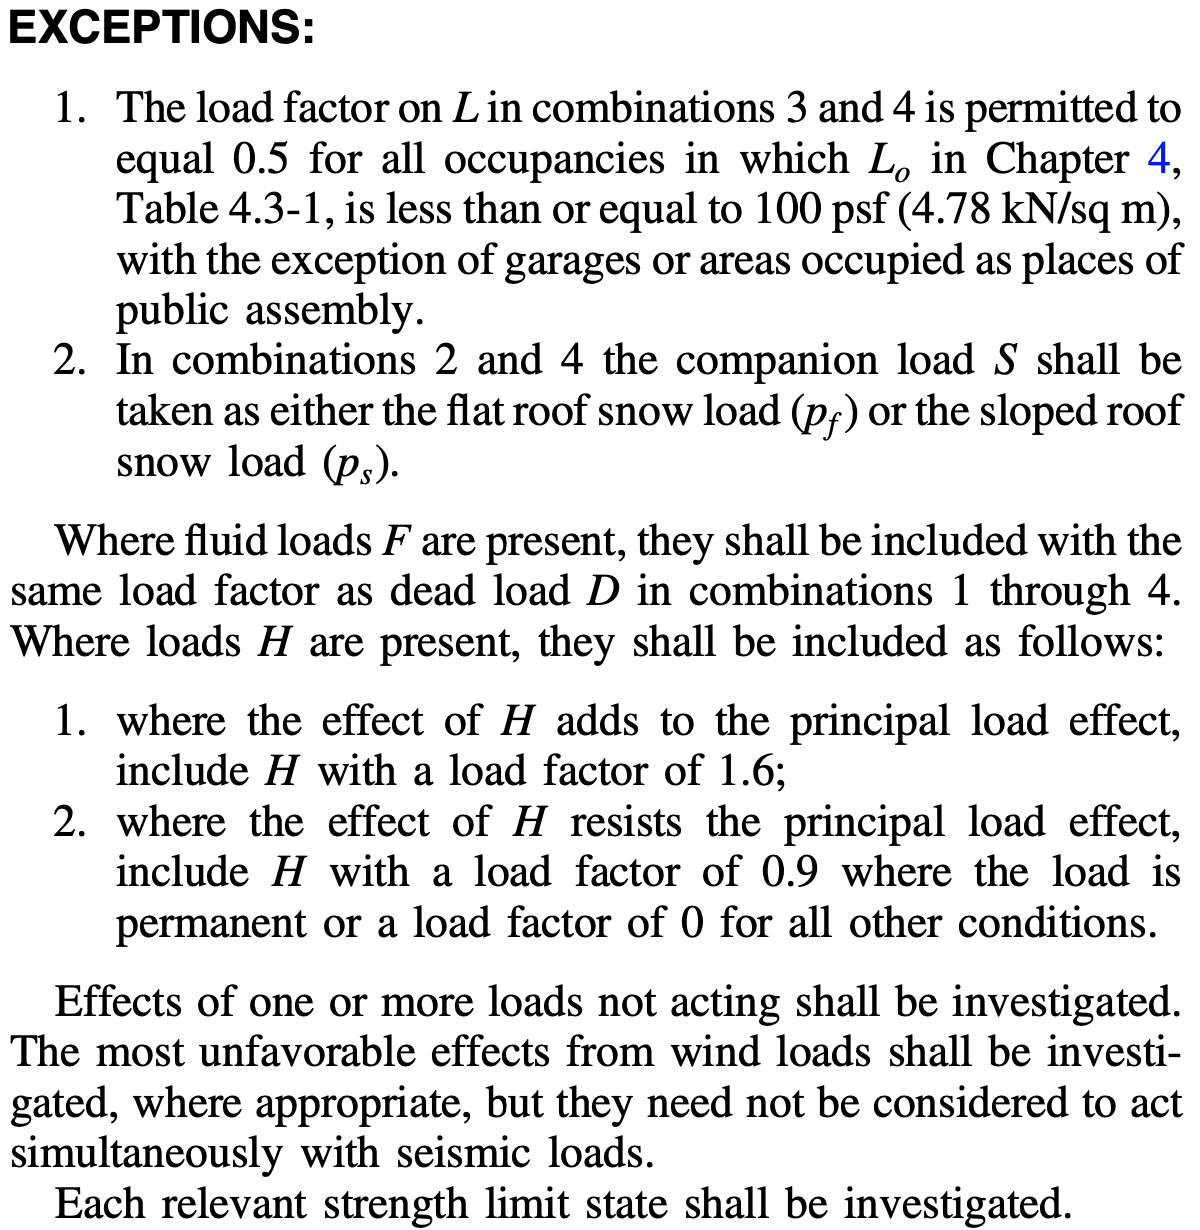 EXCEPTIONS:
1. The load factor on L in combinations 3 and 4 is permitted to
equal 0.5 for all occupancies in which Lo in Chapter 4,
Table 4.3-1, is less than or equal to 100 psf (4.78 kN/sq m),
with the exception of garages or areas occupied as places of
public assembly.
2. In combinations 2 and 4 the companion load S shall be
taken as either the flat roof snow load (pf) or the sloped roof
snow load (ps).
Where fluid loads F are present, they shall be included with the
same load factor as dead load D in combinations 1 through 4.
Where loads H are present, they shall be included as follows:
1. where the effect of H adds to the principal load effect,
include H with a load factor of 1.6;
2. where the effect of H resists the principal load effect,
include H with a load factor of 0.9 where the load is
permanent or a load factor of 0 for all other conditions.
Effects of one or more loads not acting shall be investigated.
The most unfavorable effects from wind loads shall be investi-
gated, where appropriate, but they need not be considered to act
simultaneously with seismic loads.
Each relevant strength limit state shall be investigated.